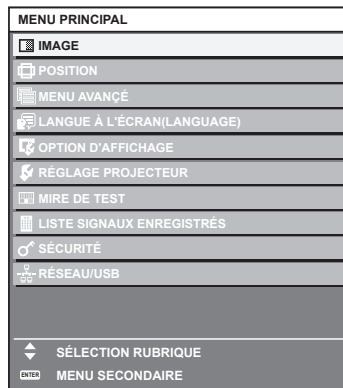 MENU PRINCIPAL
IMAGE
POSITION
MENU AVANÇÉ
LANGUE À L'ÉCRAN(LANGUAGE)
OPTION D'AFFICHAGE
RÉGLAGE PROJECTEUR
MIRE DE TEST
LISTE SIGNAUX ENREGISTRÉS
SÉCURITÉ
RÉSEAU/USB
SÉLECTION RUBRIQUE
ENTER MENU SECONDAIRE